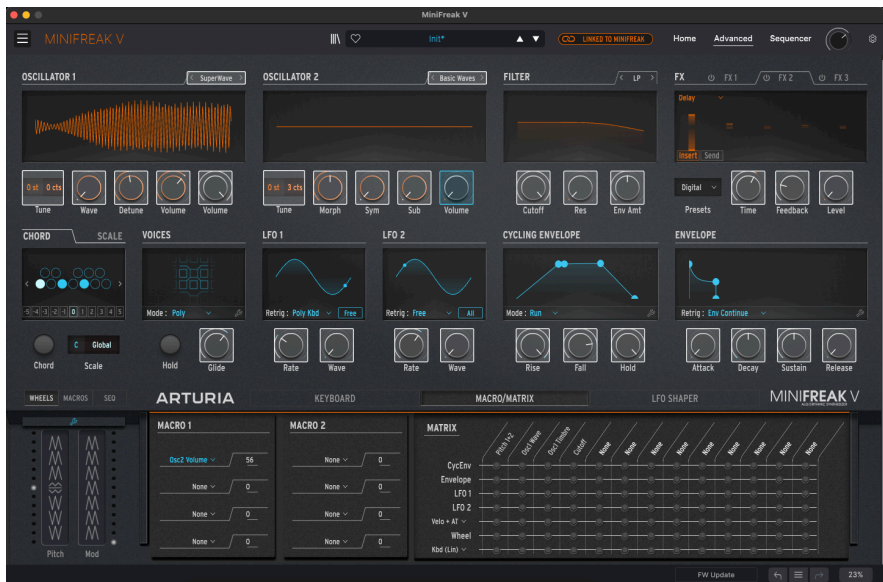 MiniFreak V
MINIFREAK V
Init*
LINKED TO MINIFREAK
Home
Advanced
Sequencer
OSCILLATOR 1
SuperWave
OSCILLATOR 2
Basic Waves
FILTER
LP
FX
FX 1
FX 2
FX 3
Delay
Insert
Send
0 st 0 cts
0 st 3 cts
Digital
Tune
Wave
Detune
Volume
Volume
Tune
Morph
Sym
Sub
Volume
Cutoff
Res
Env Amt
Presets
Time
Feedback
Level
CHORD
SCALE
VOICES
LFO 1
LFO 2
CYCLING ENVELOPE
ENVELOPE
-5 -4 -3 -2 -1 0 1 2 3 4 5
Mode : Poly
Retrig : Poly Kbd
Free
Retrig : Free
All
Mode : Run
Retrig : Env Continue
C Global
Chord
Scale
Hold
Glide
Rate
Wave
Rate
Wave
Rise
Fall
Hold
Attack
Decay
Sustain
Release
WHEELS
MACROS
SEQ
ARTURIA
KEYBOARD
MACRO/MATRIX
LFO SHAPER
MINIFREAK V
MACRO 1
Osc2 Volume 56
None 0
None 0
None 0
MACRO 2
None 0
None 0
None 0
None 0
MATRIX
Pitch 1+2
Osc1 Wave
Osc1 Timbre
Cutoff
None
None
None
None
None
None
None
None
None
CycEnv
Envelope
LFO 1
LFO 2
Velo + AT
Wheel
Kbd (Lin)
Pitch
Mod
FW Update
23%